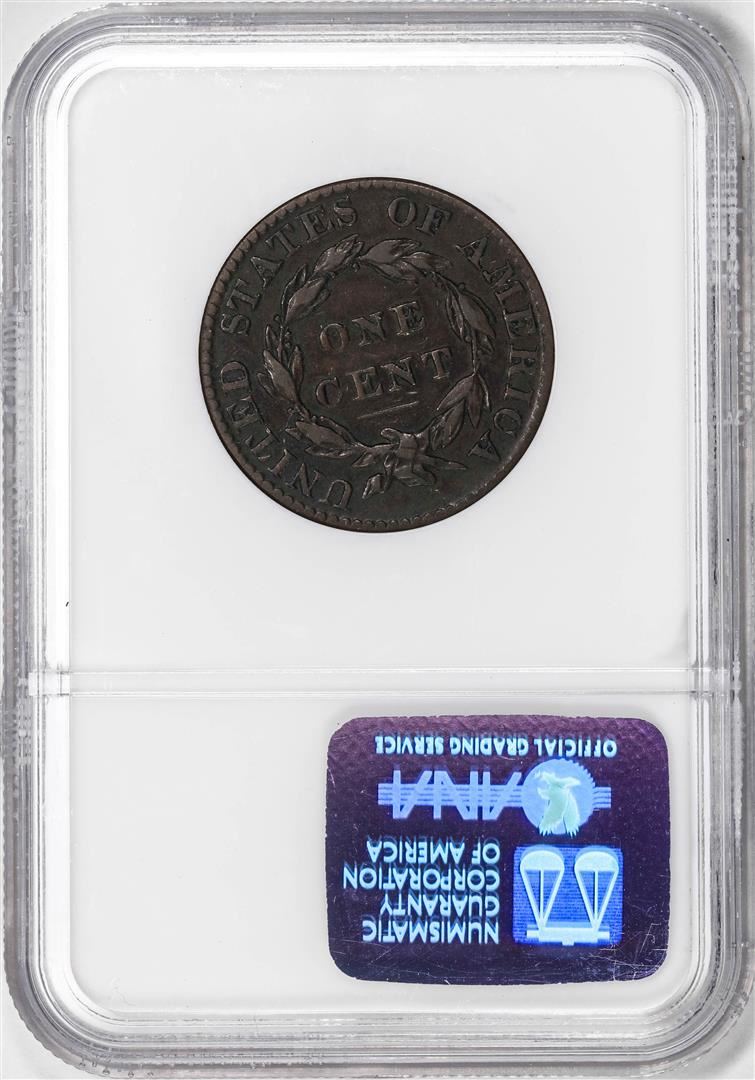 UNITED STATES OF AMERICA
ONE
CENT
NUMISMATIC
GUARANTY
CORPORATION
OF AMERICA
ANA
OFFICIAL GRADING SERVICE